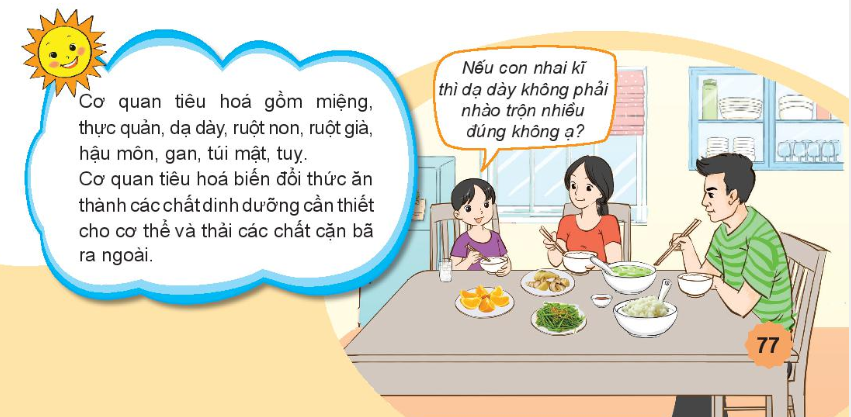 Cơ quan tiêu hoá gồm miệng,
thực quản, dạ dày, ruột non, ruột già,
hậu môn, gan, túi mật, tuỵ.
Cơ quan tiêu hoá biến đổi thức ăn
thành các chất dinh dưỡng cần thiết
cho cơ thể và thải các chất cặn bã
ra ngoài.
Nếu con nhai kĩ
thì dạ dày không phải
nhào trộn nhiều
đúng không ạ?
77